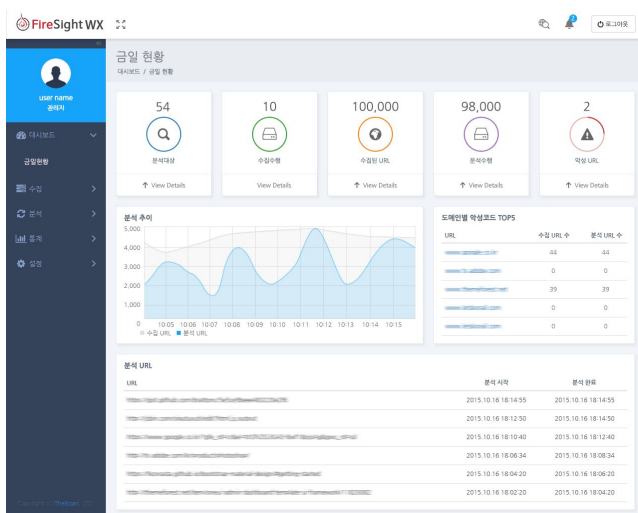 FireSight WX
2
로그아웃
user name
관리자
대시보드
금일현황
수집
분석
통계
설정
금일 현황
대시보드 / 금일 현황
54
분석대상
View Details
10
수집수행
View Details
100,000
수집된 URL
View Details
98,000
분석수행
View Details
2
악성 URL
View Details
분석 추이
5,000
4,000
3,000
2,000
1,000
0
10:05 10:06 10:07 10:08 10:09 10:10 10:11 10:12 10:13 10:14 10:15
수집 URL 분석 URL
도메인별 악성코드 TOP5
URL 수집 URL 수 분석 URL 수
44 44
0 0
39 39
0 0
0 0
분석 URL
URL 분석 시작 분석 완료
2015.10.16 18:14:55 2015.10.16 18:14:55
2015.10.16 18:12:50 2015.10.16 18:14:50
2015.10.16 18:10:40 2015.10.16 18:12:40
2015.10.16 18:06:34 2015.10.16 18:08:34
2015.10.16 18:04:20 2015.10.16 18:06:20
2015.10.16 18:02:20 2015.10.16 18:04:20